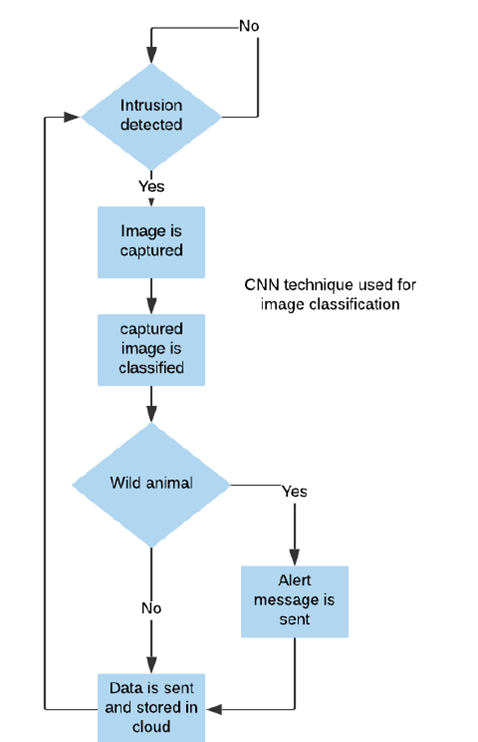 No
Intrusion
detected
Yes
Image is
captured
CNN technique used for
image classification
captured
image is
classified
Wild animal
Yes
Alert
message is
sent
No
Data is sent
and stored in
cloud